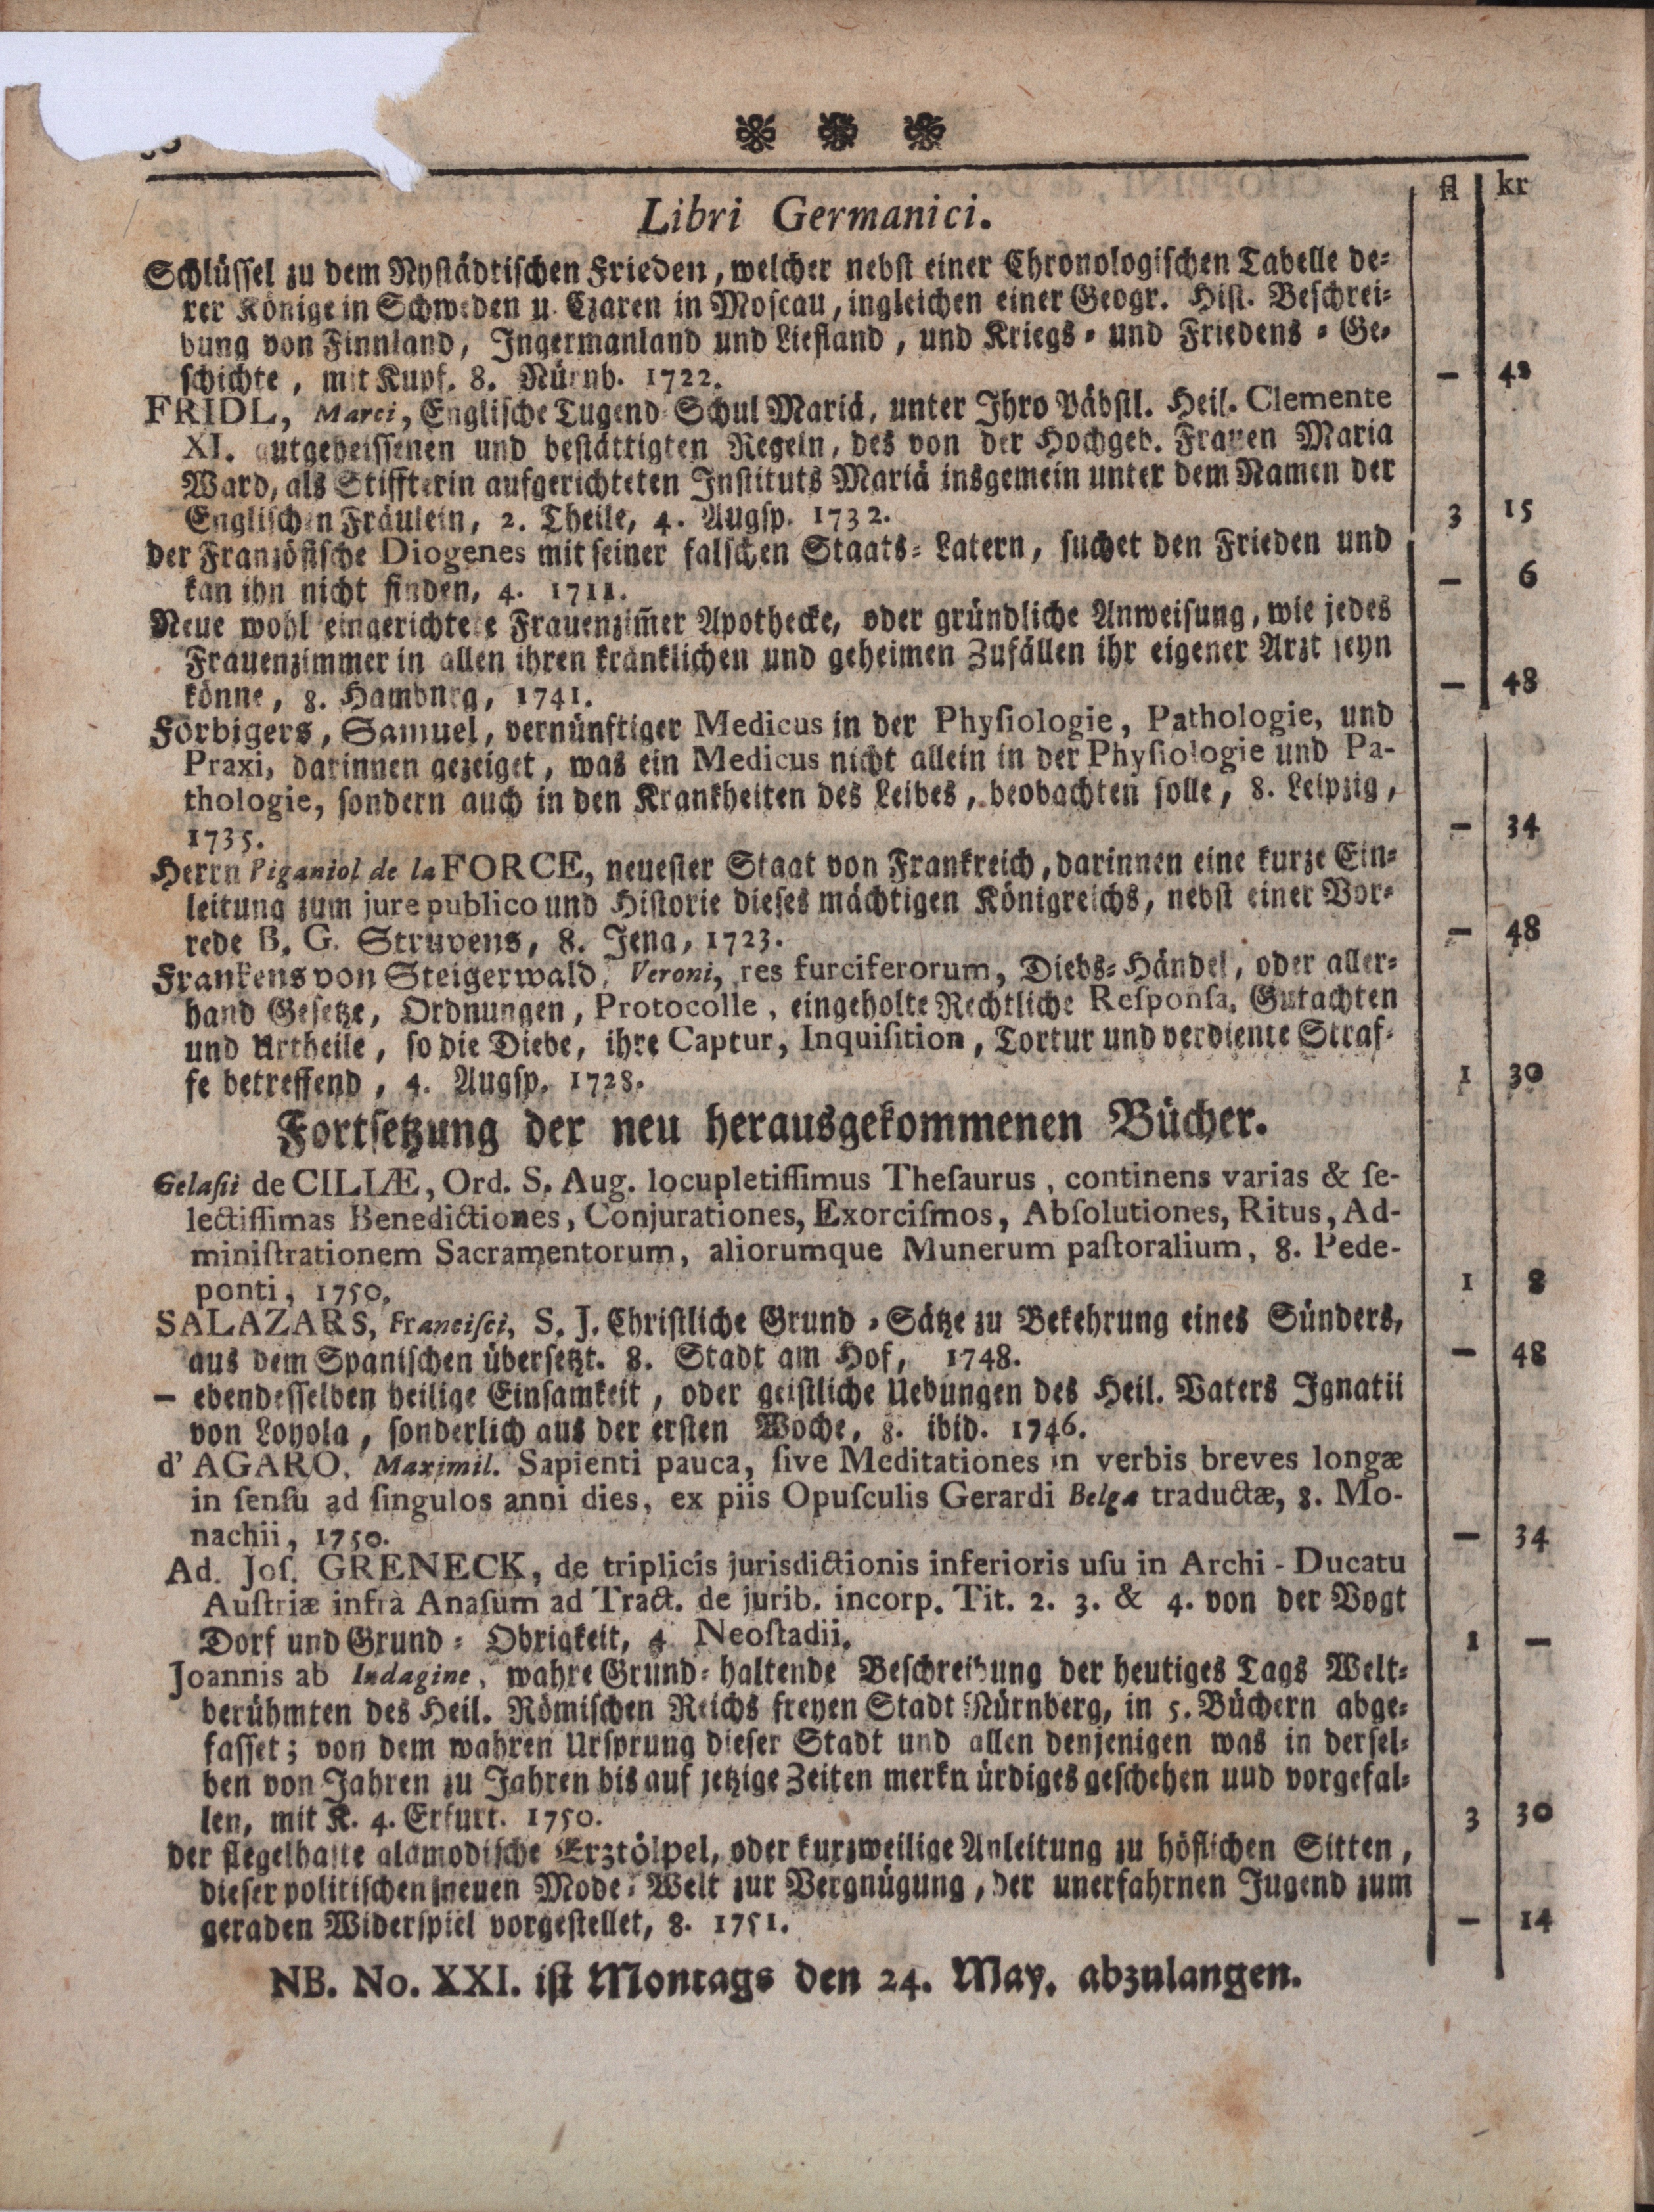 Libri Germanici.
fl kr
Schlüssel zu dem Nystädtischen Frieden, welcher nebst einer Chronologischen Tabelle de=
rer Könige in Schweden u. Czaren in Moscau, ingleichen einer Geogr. Hist. Beschrei=
bung von Finnland, Ingermanland und Liefland, und Kriegs = und Friedens = Ge=
schichte, mit Kupf. 8. Nürnb. 1722. — 42
FRIDL, Marci, Englische Tugend=Schul Mariä, unter Ihro Päbstl. Heil. Clemente
XI. gutgeheissenen und bestättigten Regeln, des von der Hochgeb. Frauen Maria
Ward, als Stiffterin aufgerichteten Instituts Mariä insgemein unter dem Namen der
Englischen Fräulein, 2. Theile, 4. Augsp. 1732. 3 15
der Französische Diogenes mit seiner falschen Staats=Latern, suchet den Frieden und
kan ihn nicht finden, 4. 1711. — 6
Neue wohl eingerichtete Frauenzim̃er Apothecke, oder gründliche Anweisung, wie jedes
Frauenzimmer in allen ihren kränklichen und geheimen Zufällen ihr eigener Arzt seyn
könne, 8. Hamburg, 1741. — 48
Forbigers, Samuel, vernünftiger Medicus in der Physiologie, Pathologie, und
Praxi, darinnen gezeiget, was ein Medicus nicht allein in der Physiologie und Pa-
thologie, sondern auch in den Krankheiten des Leibes, beobachten solle, 8. Leipzig,
1735. — 34
Herrn Piganiol de la FORCE, neuester Staat von Frankreich, darinnen eine kurze Ein=
leitung zum jure publico und Historie dieses mächtigen Königreichs, nebst einer Vor=
rede B. G. Struvens, 8. Jena, 1723. — 48
Frankens von Steigerwald, Veroni, res furciferorum, Diebs=Händel, oder aller=
hand Gesetze, Ordnungen, Protocolle, eingeholte Rechtliche Responsa, Gutachten
und Urtheile, so die Diebe, ihre Captur, Inquisition, Tortur und verdiente Straf=
fe betreffend, 4. Augsp. 1728. 1 30
Fortsetzung der neu herausgekommenen Bücher.
Gelasii de CILIÆ, Ord. S. Aug. locupletissimus Thesaurus, continens varias & se-
lectissimas Benedictiones, Conjurationes, Exorcismos, Absolutiones, Ritus, Ad-
ministrationem Sacramentorum, aliorumque Munerum pastoralium, 8. Pede-
ponti, 1750. 1 8
SALAZARS, Francisci, S. J. Christliche Grund = Sätze zu Bekehrung eines Sünders,
aus dem Spanischen übersetzt. 8. Stadt am Hof, 1748. — 48
— ebendesselben heilige Einsamkeit, oder geistliche Uebungen des Heil. Vaters Ignatii
von Loyola, sonderlich aus der ersten Woche, 8. ibid. 1746.
d' AGARO, Maximil. Sapienti pauca, sive Meditationes in verbis breves longæ
in sensu ad singulos anni dies, ex piis Opusculis Gerardi Belga traductæ, 8. Mo-
nachii, 1750. — 34
Ad. Jos. GRENECK, de triplicis jurisdictionis inferioris usu in Archi - Ducatu
Austriæ infrà Anasum ad Tract. de jurib. incorp. Tit. 2. 3. & 4. von der Vogt
Dorf und Grund = Obrigkeit, 4 Neostadii. 1 —
Joannis ab Indagine, wahre Grund=haltende Beschreibung der heutiges Tags Welt=
berühmten des Heil. Römischen Reichs freyen Stadt Nürnberg, in 5. Büchern abge=
fasset; von dem wahren Ursprung dieser Stadt und allen denjenigen was in dersel=
ben von Jahren zu Jahren bis auf jetzige Zeiten merkwürdiges geschehen uud vorgefal=
len, mit K. 4. Erfurt. 1750. 3 30
der flegelhafte alamodische Erztölpel, oder kurzweilige Anleitung zu höflichen Sitten,
dieser politischen neuen Mode=Welt zur Vergnügung, der unerfahrnen Jugend zum
geraden Widerspiel vorgestellet, 8. 1751. — 14
NB. No. XXI. ist Montags den 24. May. abzulangen.